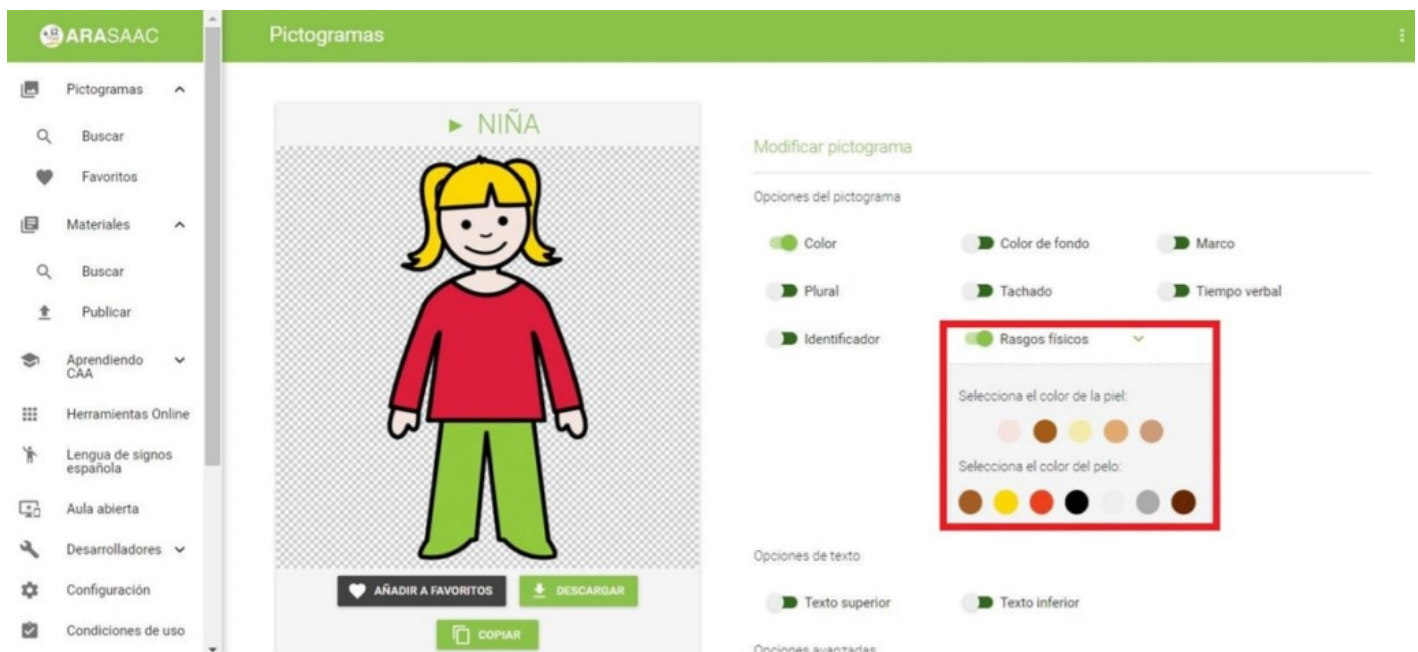 ARASAAC
Pictogramas
Pictogramas
Buscar
Favoritos
Materiales
Buscar
Publicar
Aprendiendo
CAA
Herramientas Online
Lengua de signos
española
Aula abierta
Desarrolladores
Configuración
Condiciones de uso
NIÑA
AÑADIR A FAVORITOS
DESCARGAR
COPIAR
Modificar pictograma
Opciones del pictograma
Color
Color de fondo
Marco
Plural
Tachado
Tiempo verbal
Identificador
Rasgos físicos
Selecciona el color de la piel:
Selecciona el color del pelo:
Opciones de texto
Texto superior
Texto inferior
Opciones avanzadas